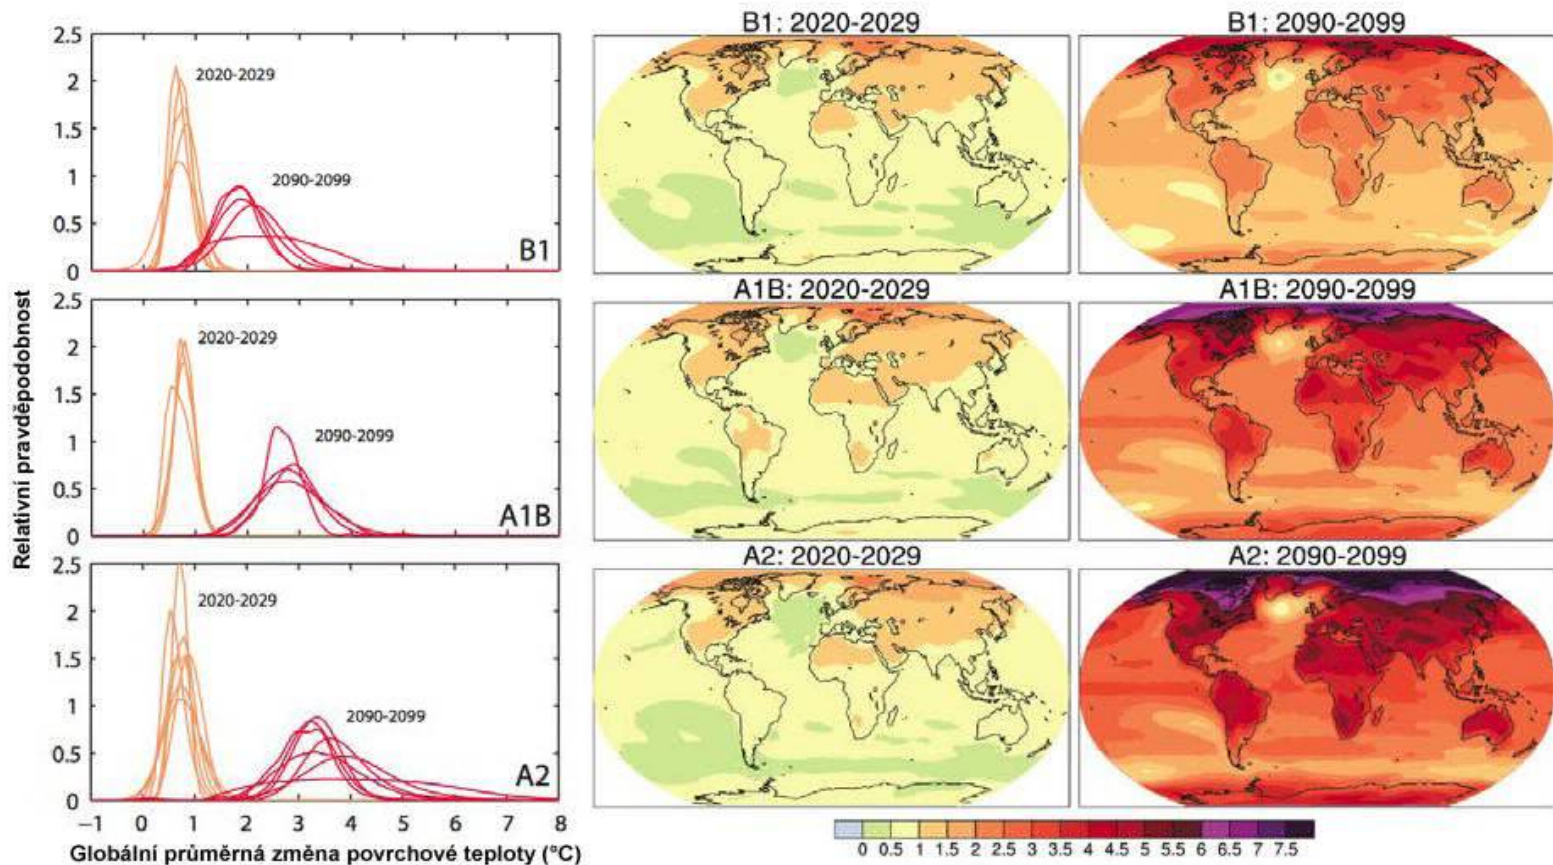 Relativní pravděpodobnost
2.5
2
1.5
1
0.5
0
2020-2029
2090-2099
B1
2.5
2
1.5
1
0.5
0
2020-2029
2090-2099
A1B
2.5
2
1.5
1
0.5
0
2020-2029
2090-2099
A2
−1 0 1 2 3 4 5 6 7 8
Globální průměrná změna povrchové teploty (°C)
B1: 2020-2029
B1: 2090-2099
A1B: 2020-2029
A1B: 2090-2099
A2: 2020-2029
A2: 2090-2099
0 0.5 1 1.5 2 2.5 3 3.5 4 4.5 5 5.5 6 6.5 7 7.5